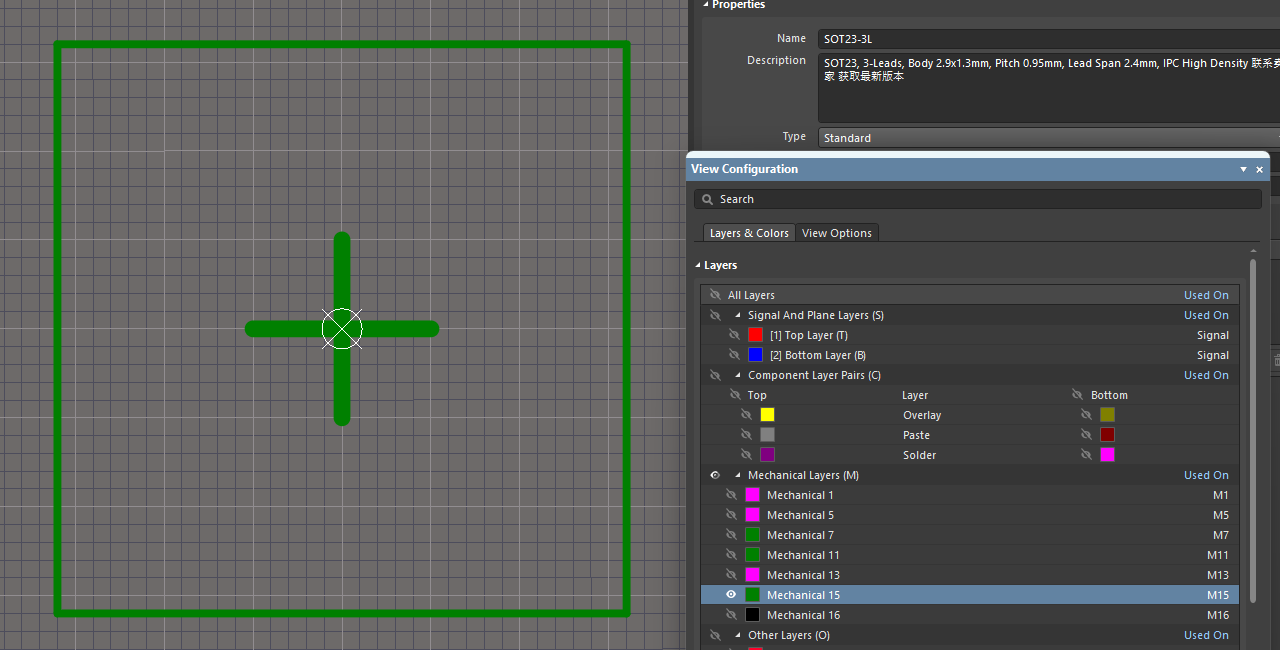 Properties
Name
SOT23-3L
Description
SOT23, 3-Leads, Body 2.9x1.3mm, Pitch 0.95mm, Lead Span 2.4mm, IPC High Density 联系卖
家 获取最新版本
Type
Standard
View Configuration
Search
Layers & Colors View Options
Layers
All Layers Used On
Signal And Plane Layers (S) Used On
[1] Top Layer (T) Signal
[2] Bottom Layer (B) Signal
Component Layer Pairs (C) Used On
Top Layer Bottom
Overlay
Paste
Solder
Mechanical Layers (M) Used On
Mechanical 1 M1
Mechanical 5 M5
Mechanical 7 M7
Mechanical 11 M11
Mechanical 13 M13
Mechanical 15 M15
Mechanical 16 M16
Other Layers (O) Used On